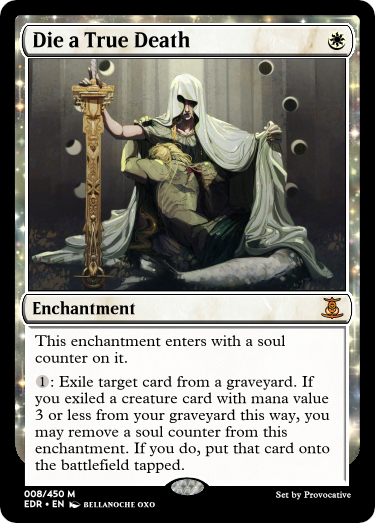 Die a True Death
Enchantment
This enchantment enters with a soul
counter on it.
1: Exile target card from a graveyard. If
you exiled a creature card with mana value
3 or less from your graveyard this way, you
may remove a soul counter from this
enchantment. If you do, put that card onto
the battlefield tapped.
008/450 M
EDR • EN BELLANOCHE OXO
Set by Provocative